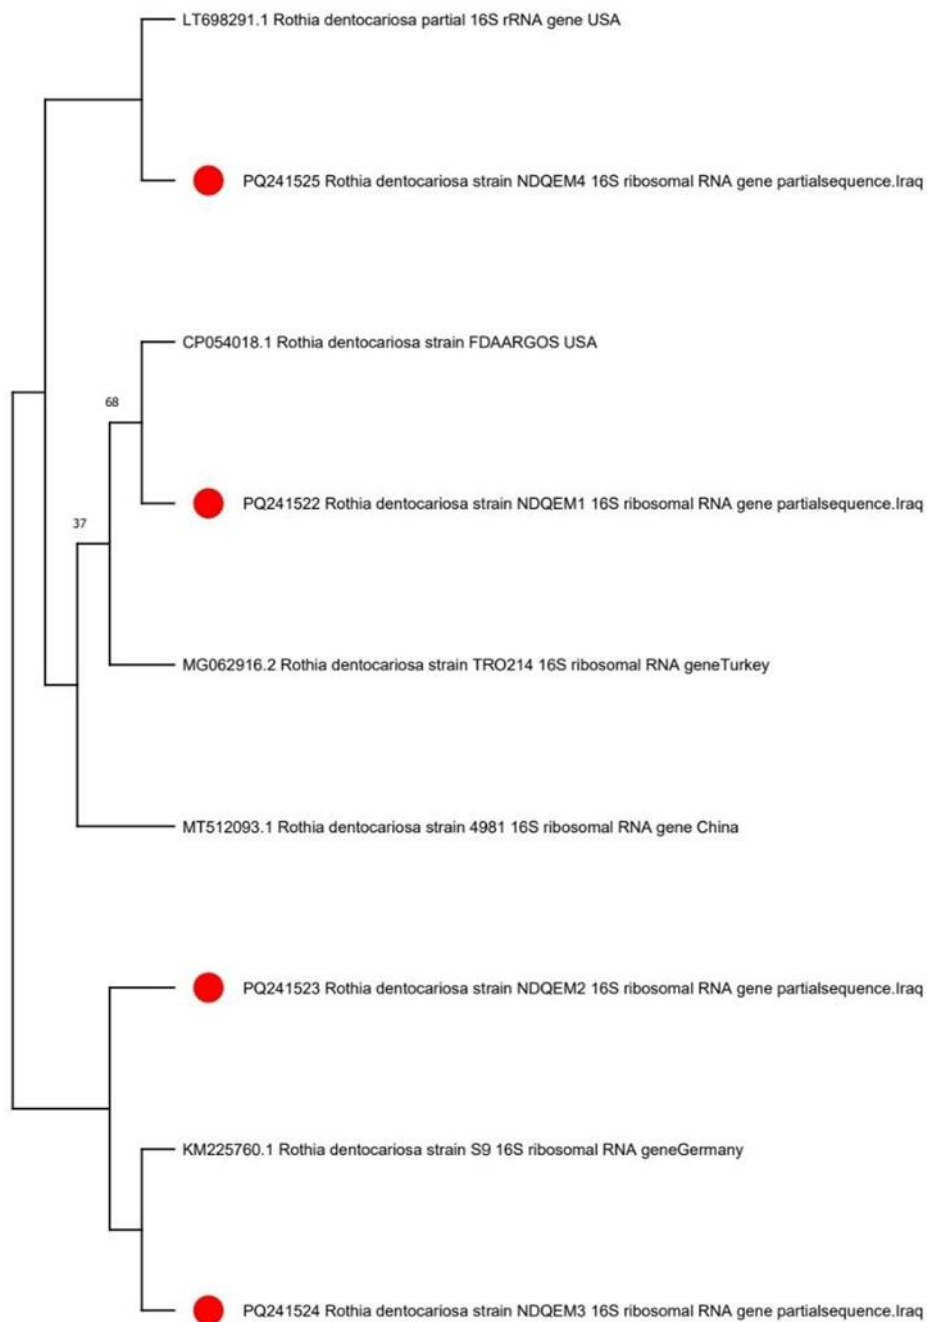 LT698291.1 Rothia dentocariosa partial 16S rRNA gene USA
PQ241525 Rothia dentocariosa strain NDQEM4 16S ribosomal RNA gene partialsequence.Iraq
CP054018.1 Rothia dentocariosa strain FDAARGOS USA
68
PQ241522 Rothia dentocariosa strain NDQEM1 16S ribosomal RNA gene partialsequence.Iraq
37
MG062916.2 Rothia dentocariosa strain TRO214 16S ribosomal RNA geneTurkey
MT512093.1 Rothia dentocariosa strain 4981 16S ribosomal RNA gene China
PQ241523 Rothia dentocariosa strain NDQEM2 16S ribosomal RNA gene partialsequence.Iraq
KM225760.1 Rothia dentocariosa strain S9 16S ribosomal RNA geneGermany
PQ241524 Rothia dentocariosa strain NDQEM3 16S ribosomal RNA gene partialsequence.Iraq